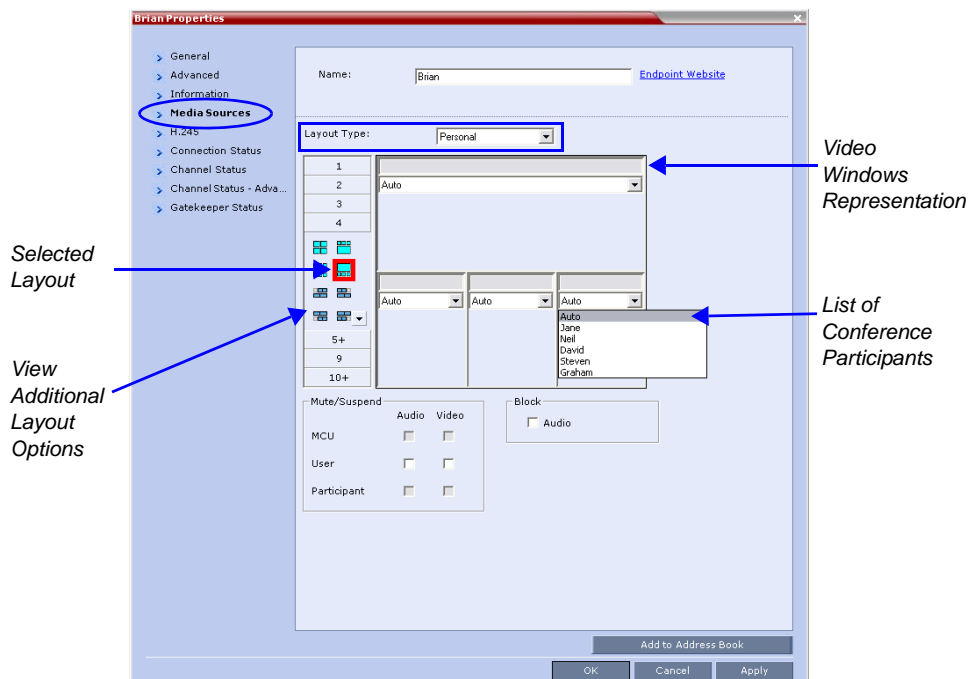 Brian Properties
General
Advanced
Information
Media Sources
H.245
Connection Status
Channel Status
Channel Status - Adva...
Gatekeeper Status
Name:
Brian
Endpoint Website
Layout Type:
Personal
1
2
3
4
5+
9
10+
Auto
Auto
Auto
Auto
Auto
Jane
Neil
David
Steven
Graham
Mute/Suspend
Audio Video
MCU
User
Participant
Block
Audio
Add to Address Book
OK
Cancel
Apply
Selected
Layout
View
Additional
Layout
Options
Video
Windows
Representation
List of
Conference
Participants